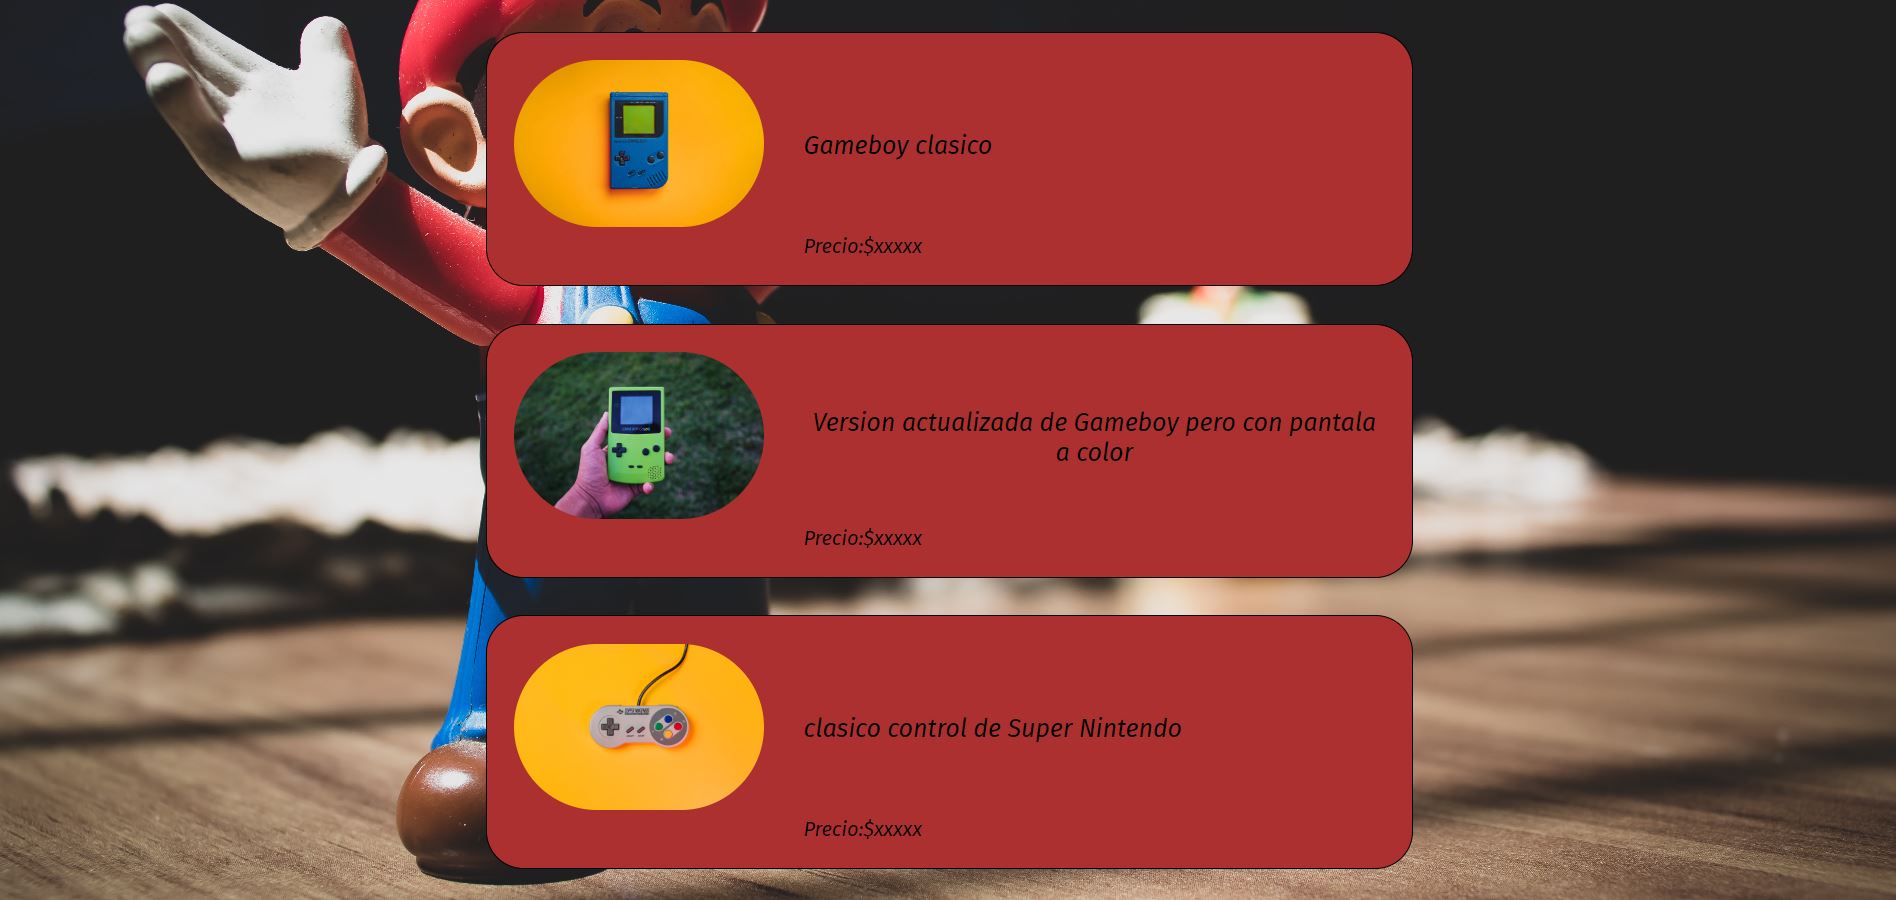 Gameboy clasico
Precio:$xxxxx
Version actualizada de Gameboy pero con pantala
a color
Precio:$xxxxx
clasico control de Super Nintendo
Precio:$xxxxx